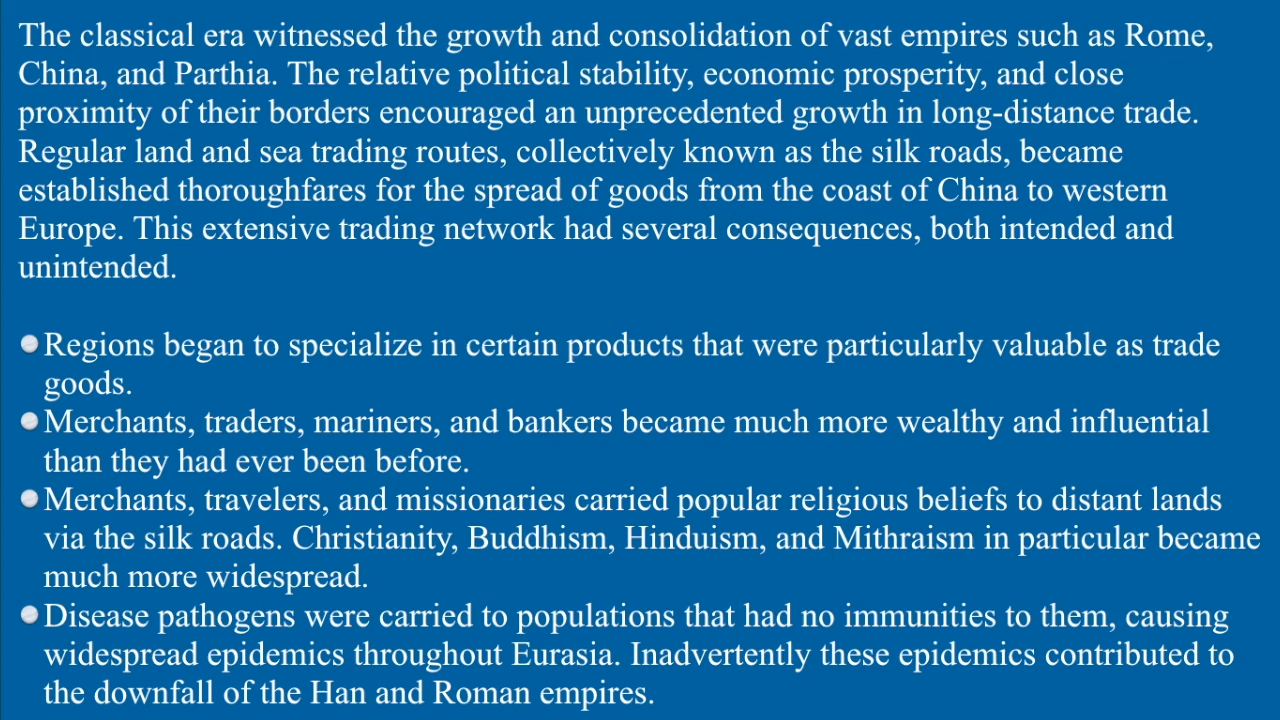 The classical era witnessed the growth and consolidation of vast empires such as Rome,
China, and Parthia. The relative political stability, economic prosperity, and close
proximity of their borders encouraged an unprecedented growth in long-distance trade.
Regular land and sea trading routes, collectively known as the silk roads, became
established thoroughfares for the spread of goods from the coast of China to western
Europe. This extensive trading network had several consequences, both intended and
unintended.
Regions began to specialize in certain products that were particularly valuable as trade
goods.
Merchants, traders, mariners, and bankers became much more wealthy and influential
than they had ever been before.
Merchants, travelers, and missionaries carried popular religious beliefs to distant lands
via the silk roads. Christianity, Buddhism, Hinduism, and Mithraism in particular became
much more widespread.
Disease pathogens were carried to populations that had no immunities to them, causing
widespread epidemics throughout Eurasia. Inadvertently these epidemics contributed to
the downfall of the Han and Roman empires.